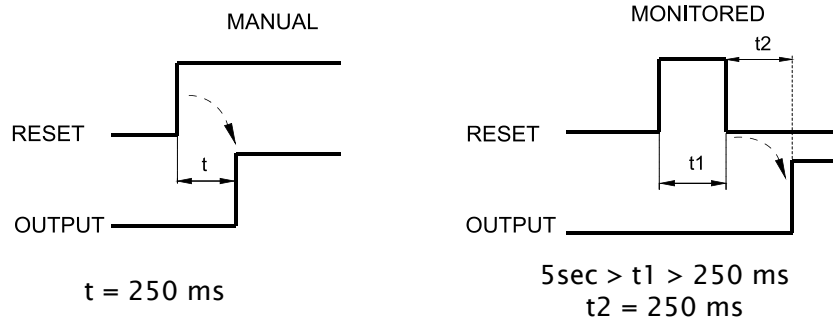 MANUAL
RESET
t
OUTPUT
t = 250 ms
MONITORED
t2
RESET
t1
OUTPUT
5sec > t1 > 250 ms
t2 = 250 ms